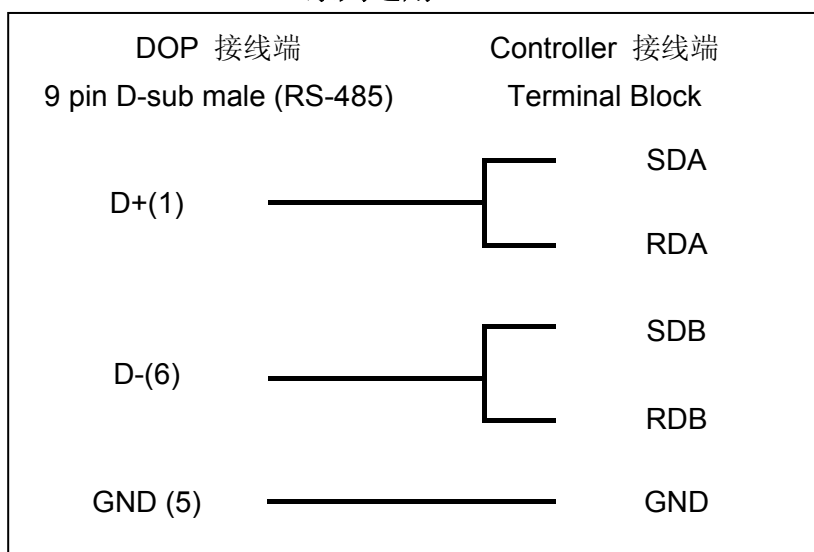 DOP 接线端 Controller 接线端
9 pin D-sub male (RS-485) Terminal Block
SDA
D+(1)
RDA
SDB
D-(6)
RDB
GND (5) GND